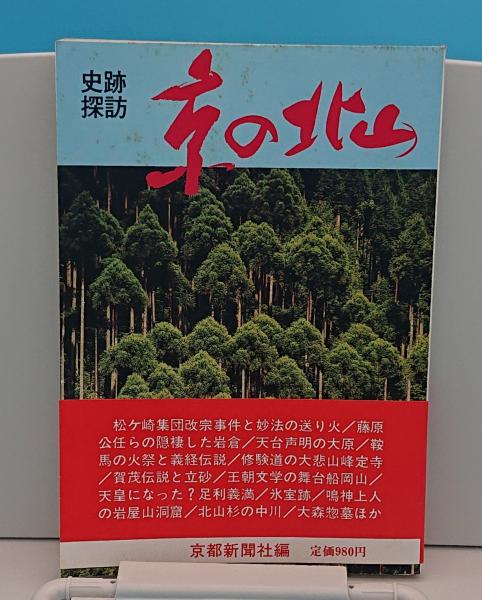 史跡
探訪
京の北山
松ケ崎集団改宗事件と妙法の送り火／藤原
公任らの隠棲した岩倉／天台声明の大原／鞍
馬の火祭と義経伝説／修験道の大悲山峰定寺
／賀茂伝説と立砂／王朝文学の舞台船岡山／
天皇になった？足利義満／氷室跡／鳴神上人
の岩屋山洞窟／北山杉の中川／大森惣墓ほか
京都新聞社編 定価980円